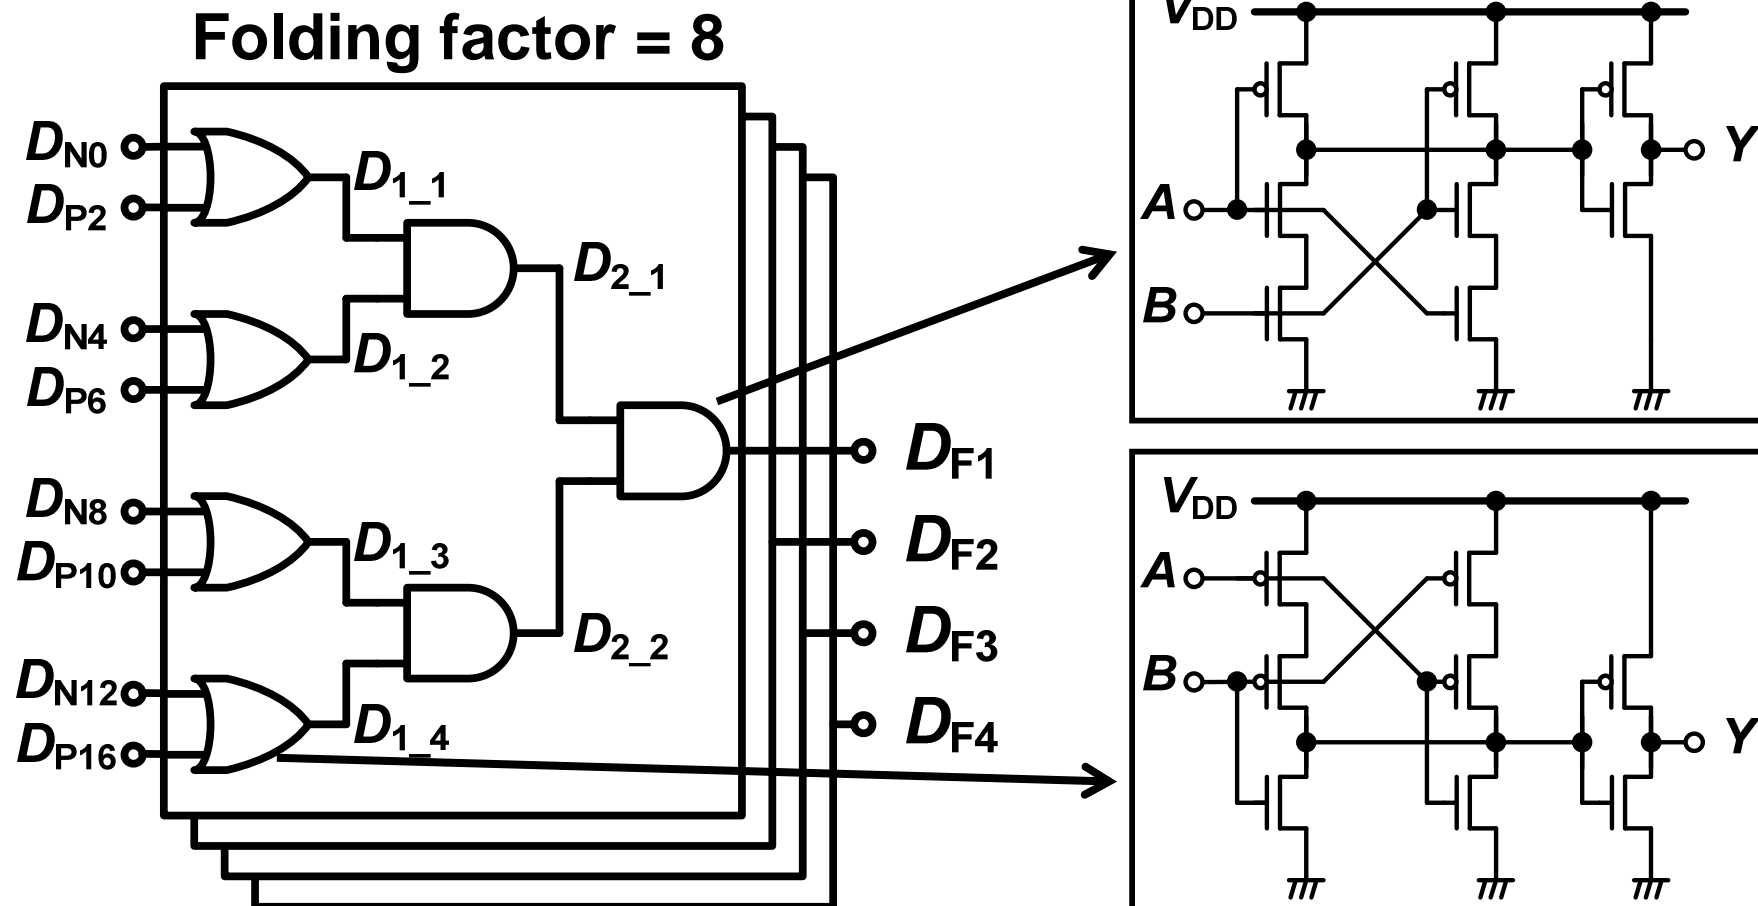 Folding factor = 8
DN0
DP2
DN4
DP6
DN8
DP10
DN12
DP16
D1_1
D1_2
D1_3
D1_4
D2_1
D2_2
DF1
DF2
DF3
DF4
VDD
A
B
Y
VDD
A
B
Y